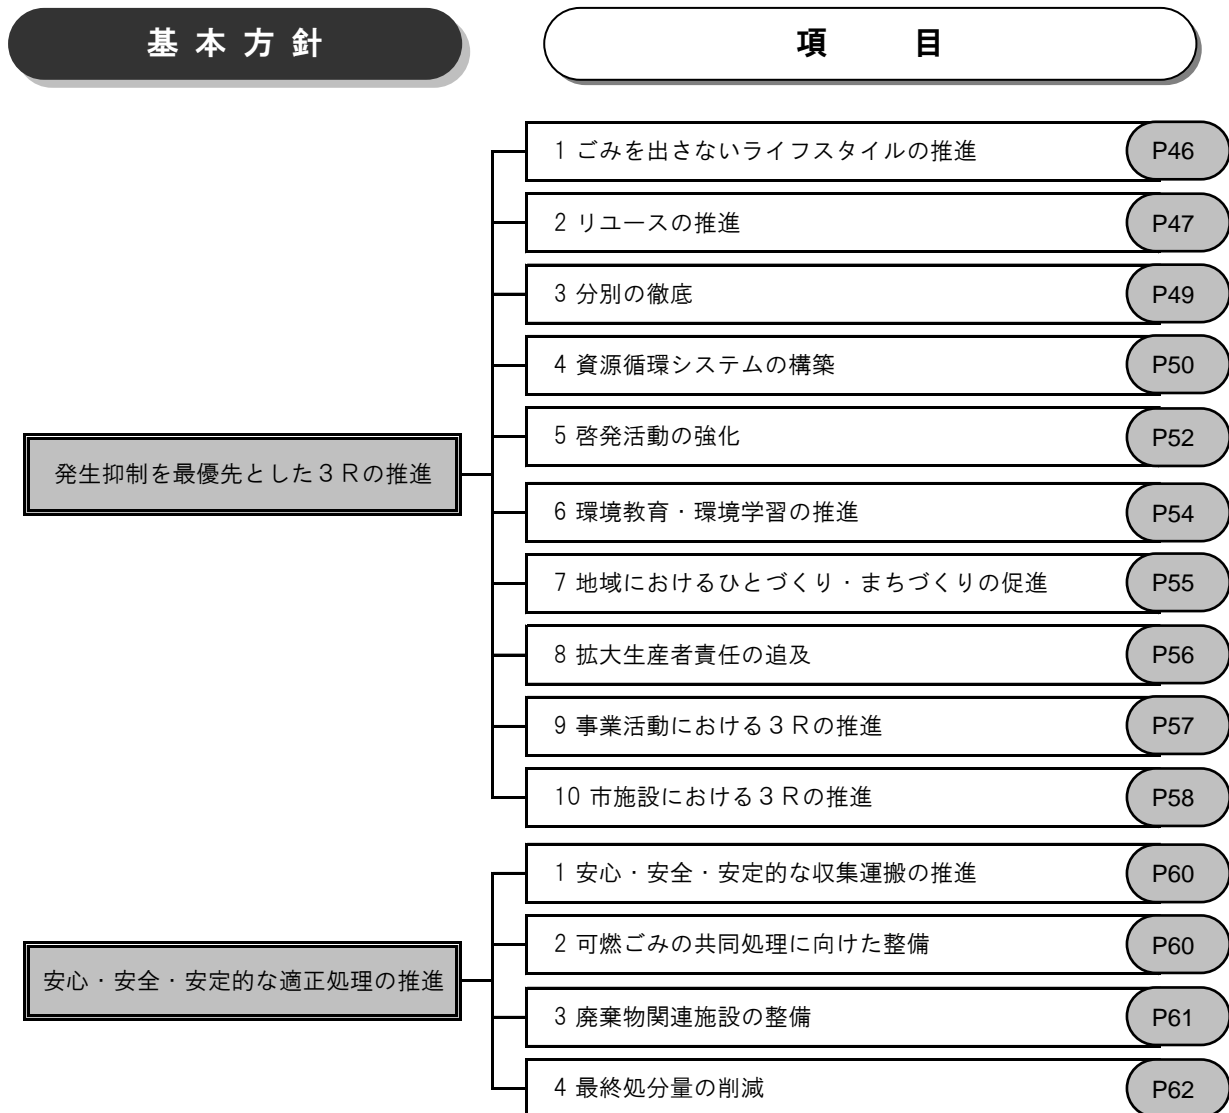 基本方針
項目
1 ごみを出さないライフスタイルの推進 P46
2 リユースの推進 P47
3 分別の徹底 P49
4 資源循環システムの構築 P50
5 啓発活動の強化 P52
発生抑制を最優先とした３Ｒの推進
6 環境教育・環境学習の推進 P54
7 地域におけるひとづくり・まちづくりの促進 P55
8 拡大生産者責任の追及 P56
9 事業活動における３Ｒの推進 P57
10 市施設における３Ｒの推進 P58
1 安心・安全・安定的な収集運搬の推進 P60
2 可燃ごみの共同処理に向けた整備 P60
安心・安全・安定的な適正処理の推進
3 廃棄物関連施設の整備 P61
4 最終処分量の削減 P62